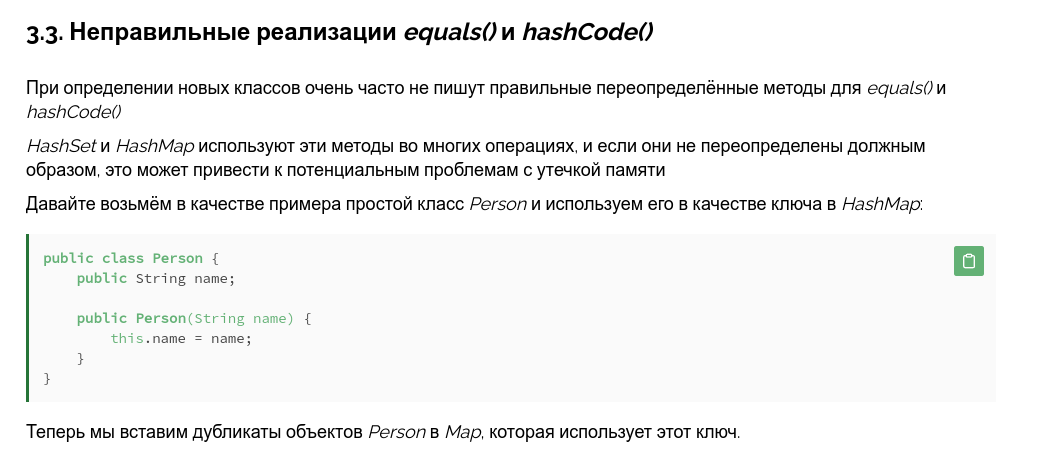 3.3. Неправильные реализации equals() и hashCode()
При определении новых классов очень часто не пишут правильные переопределённые методы для equals() и
hashCode()
HashSet и HashMap используют эти методы во многих операциях, и если они не переопределены должным
образом, это может привести к потенциальным проблемам с утечкой памяти
Давайте возьмём в качестве примера простой класс Person и используем его в качестве ключа в HashMap:
public class Person {
    public String name;
    public Person(String name) {
        this.name = name;
    }
}
Теперь мы вставим дубликаты объектов Person в Map, которая использует этот ключ.